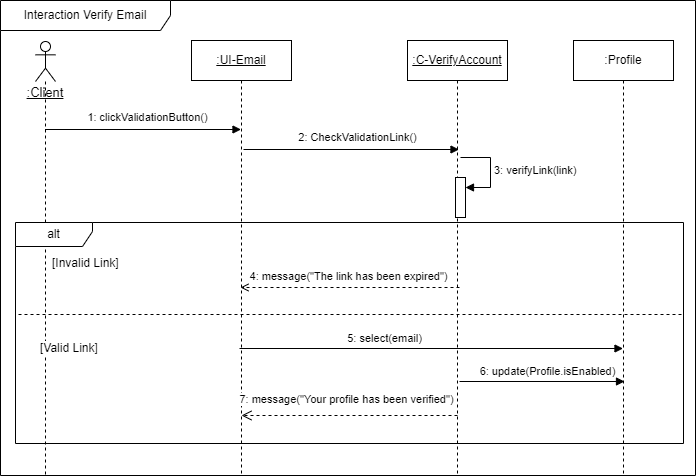 Interaction Verify Email
:Client
:UI-Email
:C-VerifyAccount
:Profile
1: clickValidationButton()
2: CheckValidationLink()
3: verifyLink(link)
alt
[Invalid Link]
4: message("The link has been expired")
[Valid Link]
5: select(email)
6: update(Profile.isEnabled)
7: message("Your profile has been verified")